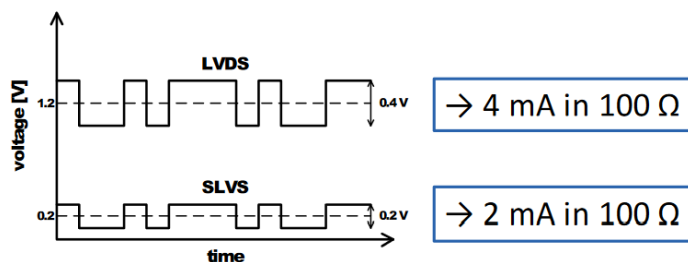 voltage [V]
LVDS
1.2
0.4 V
→ 4 mA in 100 Ω
SLVS
0.2
0.2 V
→ 2 mA in 100 Ω
time